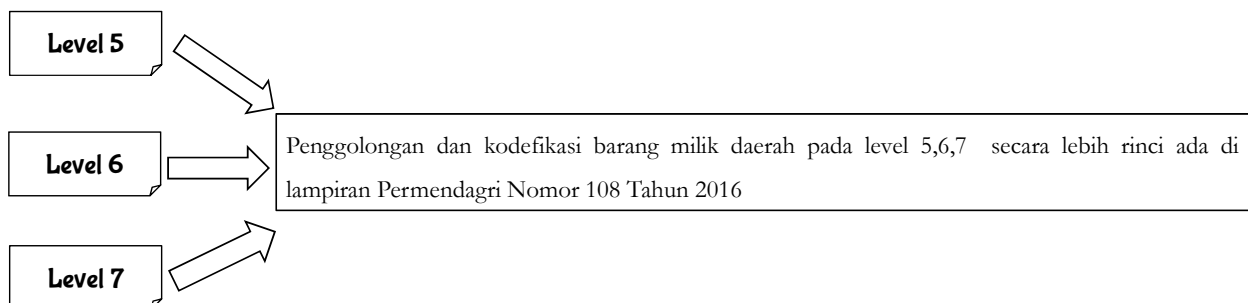 Level 5
Level 6
Level 7
Penggolongan dan kodefikasi barang milik daerah pada level 5,6,7 secara lebih rinci ada di
lampiran Permendagri Nomor 108 Tahun 2016